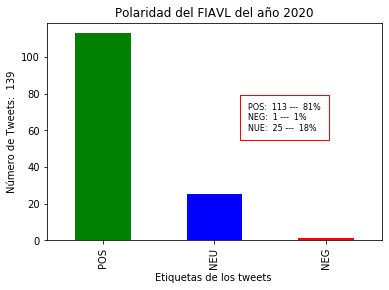 Polaridad del FIAVL del año 2020
Número de Tweets:  139
100
80
60
40
20
0
POS:  113 ---  81%
NEG:  1 ---  1%
NUE:  25 ---  18%
POS
NEU
NEG
Etiquetas de los tweets